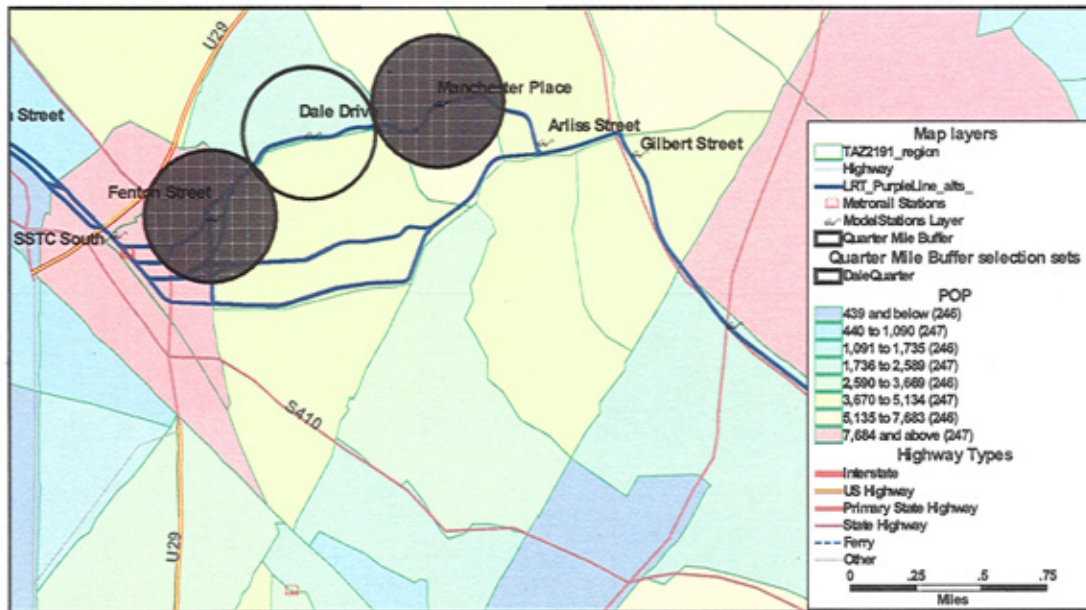 U29
Manchester Place
Dale Driv
Street
Arliss Street
Gilbert Street
Fenton Street
SSTC South
S410
U29
Map layers
TAZ2191_region
Highway
LRT_PurpleLine_alts_
Metrorail Stations
ModelStations Layer
Quarter Mile Buffer
Quarter Mile Buffer selection sets
DaleQuarter
POP
439 and below (246)
440 to 1,090 (247)
1,091 to 1,735 (246)
1,736 to 2,589 (247)
2,590 to 3,669 (246)
3,670 to 5,134 (247)
5,135 to 7,683 (246)
7,684 and above (247)
Highway Types
Interstate
US Highway
Primary State Highway
State Highway
Ferry
Other
0 .25 .5 .75
Miles